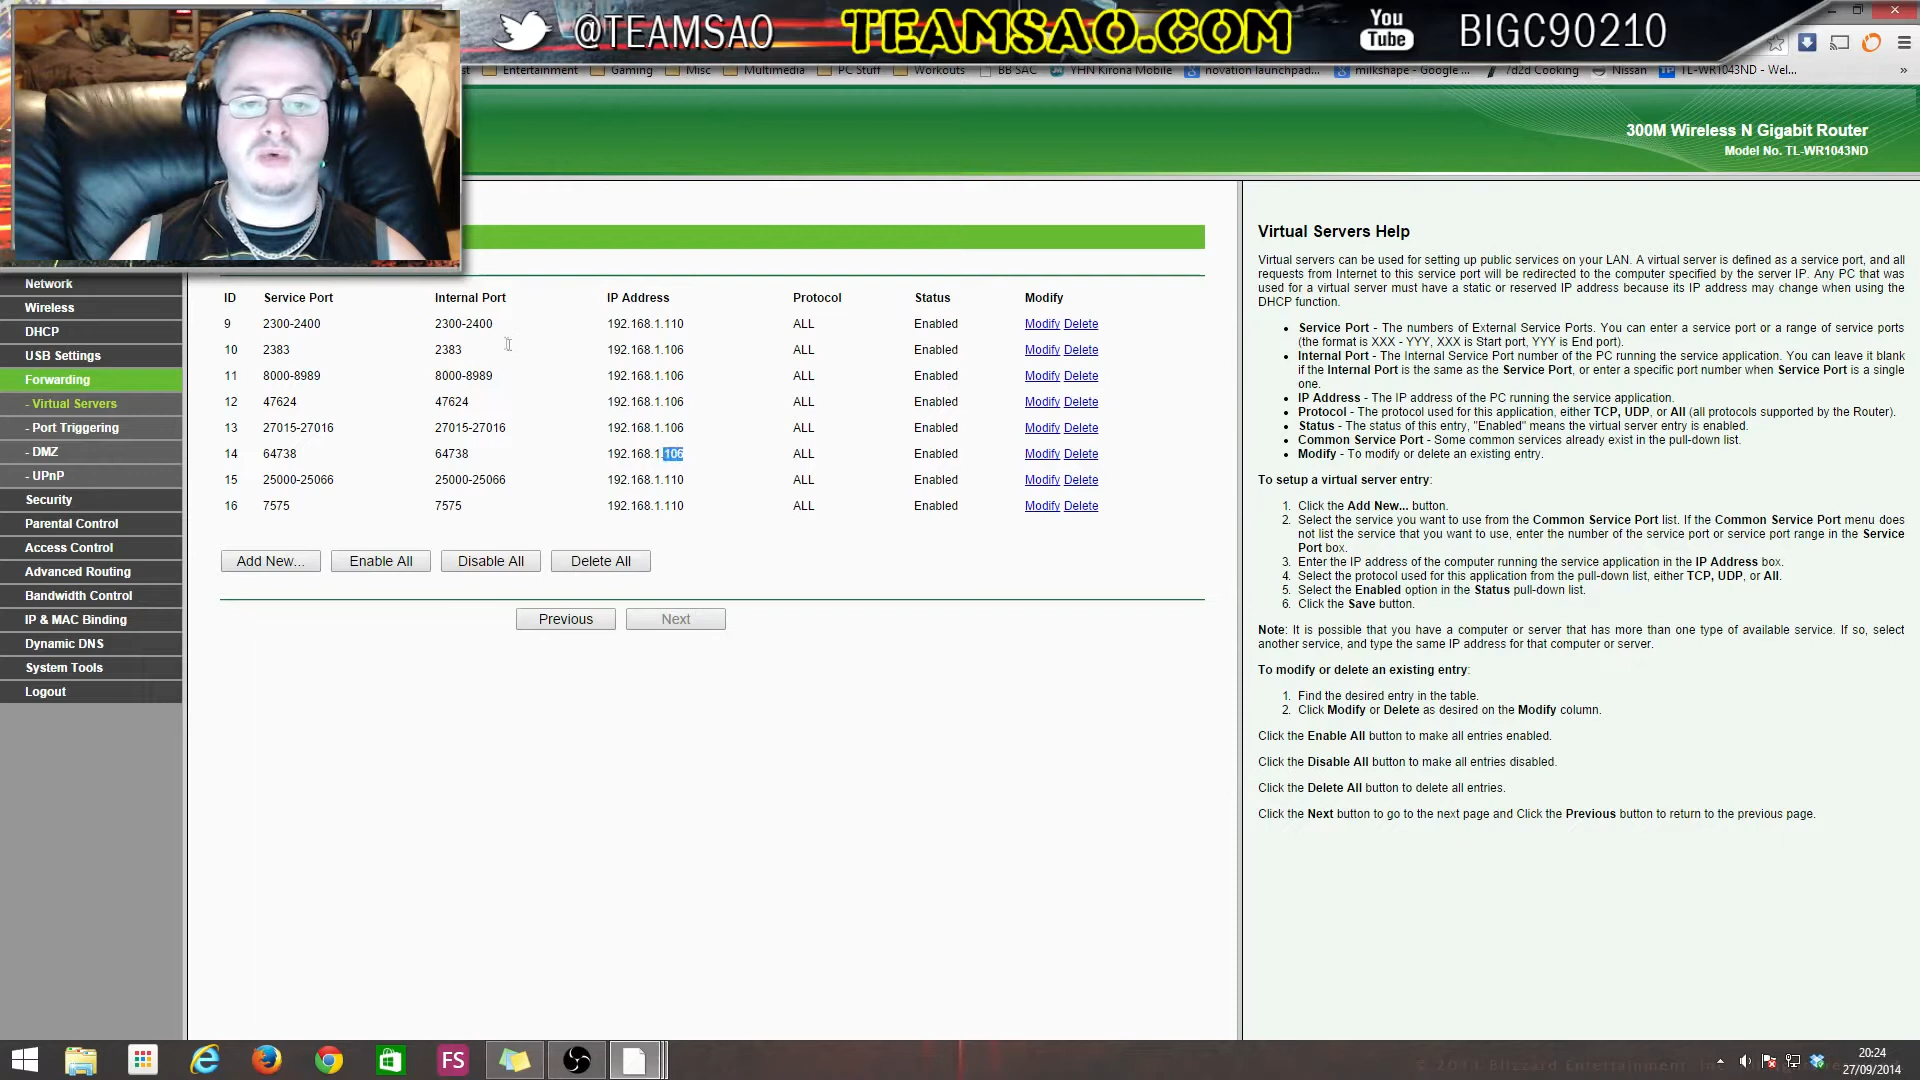 @TEAMSAO TEAMSAO.COM You Tube BIGC90210
Entertainment Gaming Misc Multimedia PC Stuff Workouts BB SAC YHN Kirona Mobile novation launchpad... milkshape - Google ... 7d2d Cooking Nissan TL-WR1043ND - Wel... »
300M Wireless N Gigabit Router
Model No. TL-WR1043ND
Network
Wireless
DHCP
USB Settings
Forwarding
- Virtual Servers
- Port Triggering
- DMZ
- UPnP
Security
Parental Control
Access Control
Advanced Routing
Bandwidth Control
IP & MAC Binding
Dynamic DNS
System Tools
Logout
ID Service Port Internal Port IP Address Protocol Status Modify
9 2300-2400 2300-2400 192.168.1.110 ALL Enabled Modify Delete
10 2383 2383 192.168.1.106 ALL Enabled Modify Delete
11 8000-8989 8000-8989 192.168.1.106 ALL Enabled Modify Delete
12 47624 47624 192.168.1.106 ALL Enabled Modify Delete
13 27015-27016 27015-27016 192.168.1.106 ALL Enabled Modify Delete
14 64738 64738 192.168.1.106 ALL Enabled Modify Delete
15 25000-25066 25000-25066 192.168.1.110 ALL Enabled Modify Delete
16 7575 7575 192.168.1.110 ALL Enabled Modify Delete
Add New... Enable All Disable All Delete All
Previous Next
Virtual Servers Help
Virtual servers can be used for setting up public services on your LAN. A virtual server is defined as a service port, and all
requests from Internet to this service port will be redirected to the computer specified by the server IP. Any PC that was
used for a virtual server must have a static or reserved IP address because its IP address may change when using the
DHCP function.
• Service Port - The numbers of External Service Ports. You can enter a service port or a range of service ports
(the format is XXX - YYY, XXX is Start port, YYY is End port).
• Internal Port - The Internal Service Port number of the PC running the service application. You can leave it blank
if the Internal Port is the same as the Service Port, or enter a specific port number when Service Port is a single
one.
• IP Address - The IP address of the PC running the service application.
• Protocol - The protocol used for this application, either TCP, UDP, or All (all protocols supported by the Router).
• Status - The status of this entry, "Enabled" means the virtual server entry is enabled.
• Common Service Port - Some common services already exist in the pull-down list.
• Modify - To modify or delete an existing entry.
To setup a virtual server entry:
1. Click the Add New... button.
2. Select the service you want to use from the Common Service Port list. If the Common Service Port menu does
not list the service that you want to use, enter the number of the service port or service port range in the Service
Port box.
3. Enter the IP address of the computer running the service application in the IP Address box.
4. Select the protocol used for this application from the pull-down list, either TCP, UDP, or All.
5. Select the Enabled option in the Status pull-down list.
6. Click the Save button.
Note: It is possible that you have a computer or server that has more than one type of available service. If so, select
another service, and type the same IP address for that computer or server.
To modify or delete an existing entry:
1. Find the desired entry in the table.
2. Click Modify or Delete as desired on the Modify column.
Click the Enable All button to make all entries enabled.
Click the Disable All button to make all entries disabled.
Click the Delete All button to delete all entries.
Click the Next button to go to the next page and Click the Previous button to return to the previous page.
FS
20:24
27/09/2014